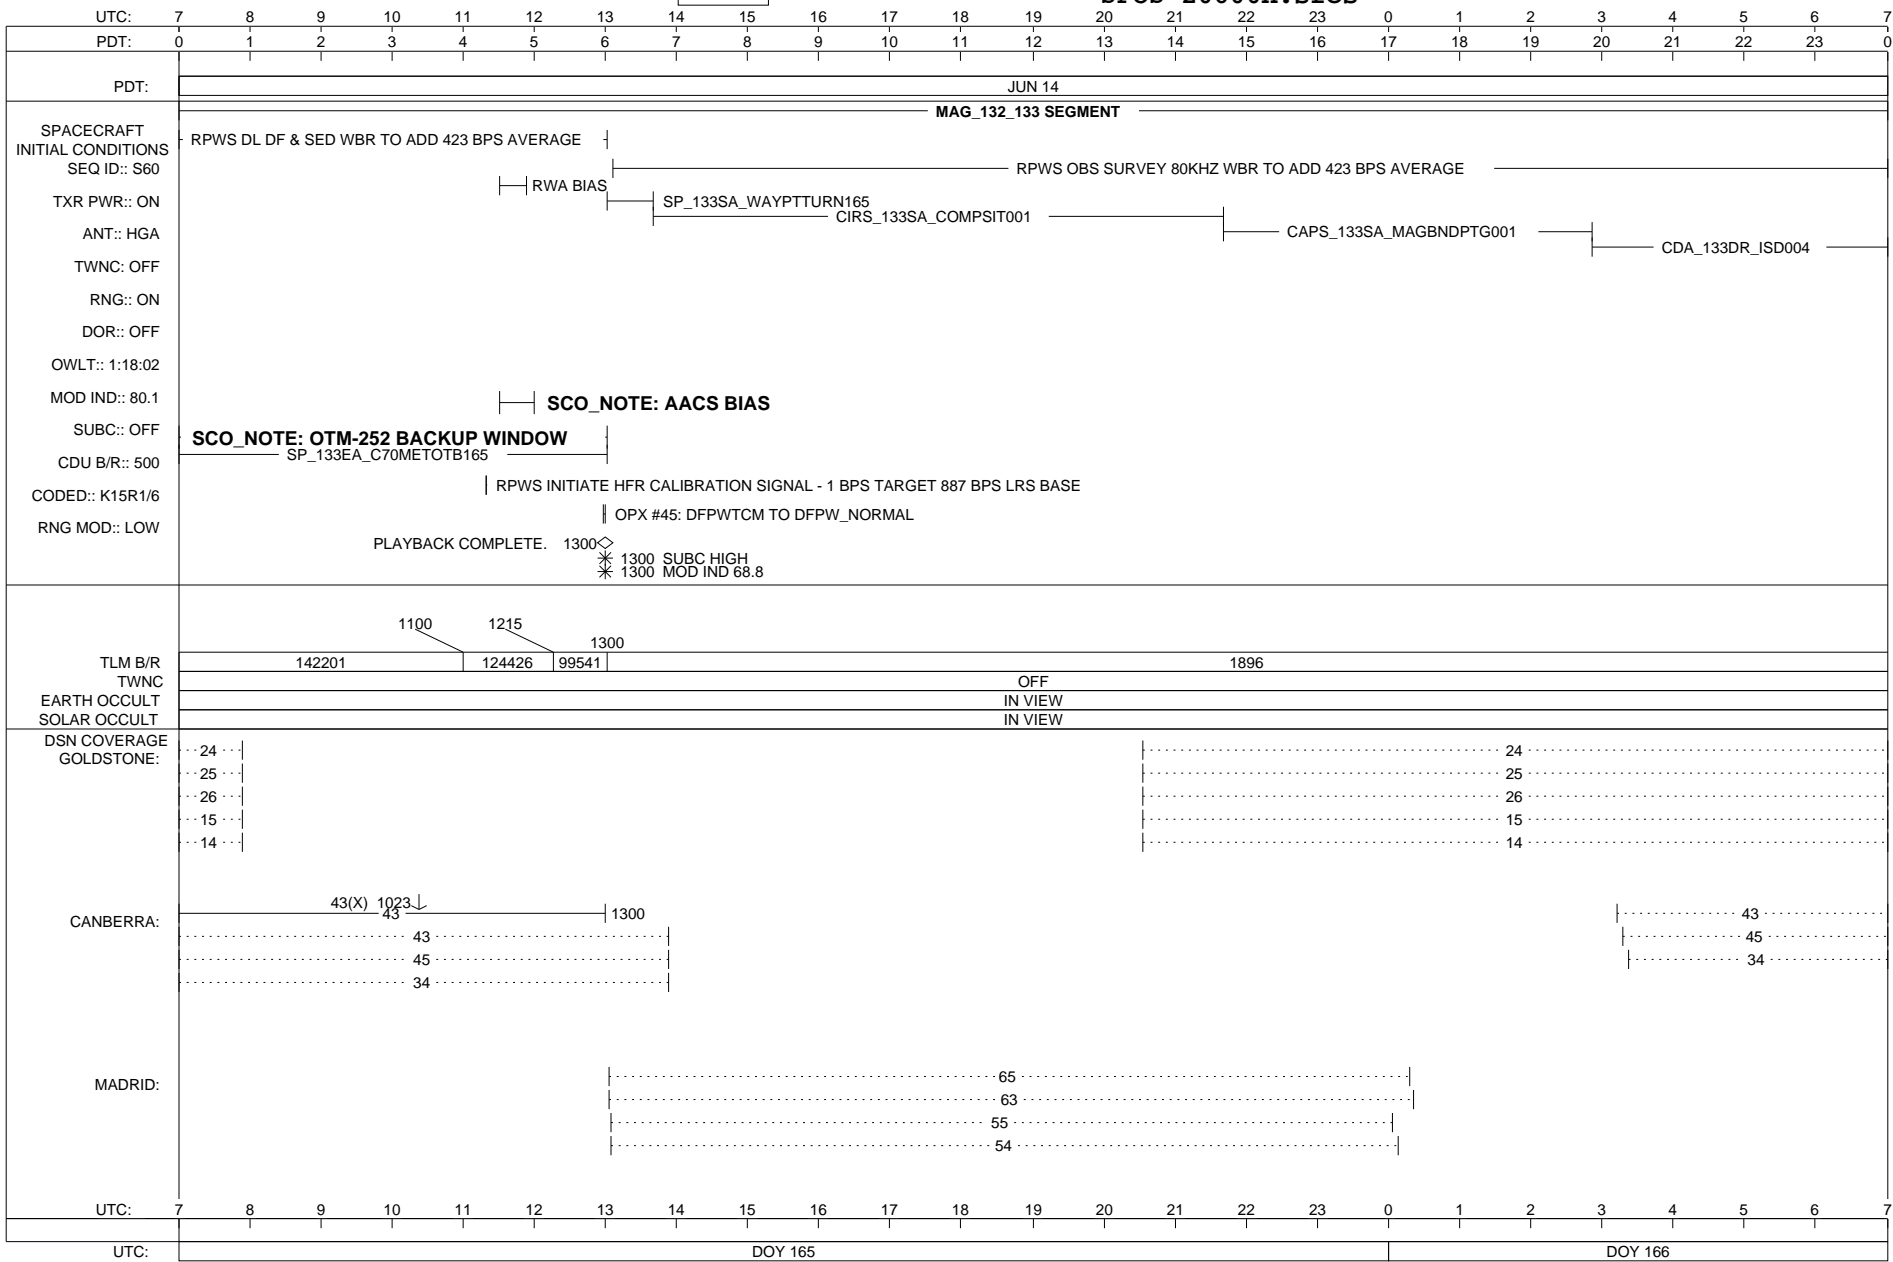 UTC: 7 8 9 10 11 12 13 14 15 16 17 18 19 20 21 22 23 0 1 2 3 4 5 6 7
PDT: 0 1 2 3 4 5 6 7 8 9 10 11 12 13 14 15 16 17 18 19 20 21 22 23 0
PDT: JUN 14
MAG_132_133 SEGMENT
SPACECRAFT
INITIAL CONDITIONS
RPWS DL DF & SED WBR TO ADD 423 BPS AVERAGE
SEQ ID:: S60
RPWS OBS SURVEY 80KHZ WBR TO ADD 423 BPS AVERAGE
RWA BIAS
TXR PWR:: ON
SP_133SA_WAYPTTURN165
CIRS_133SA_COMPSIT001
ANT:: HGA
CAPS_133SA_MAGBNDPTG001
CDA_133DR_ISD004
TWNC: OFF
RNG:: ON
DOR:: OFF
OWLT:: 1:18:02
MOD IND:: 80.1
SCO_NOTE: AACS BIAS
SUBC:: OFF
SCO_NOTE: OTM-252 BACKUP WINDOW
SP_133EA_C70METOTB165
CDU B/R:: 500
RPWS INITIATE HFR CALIBRATION SIGNAL - 1 BPS TARGET 887 BPS LRS BASE
CODED:: K15R1/6
OPX #45: DFPWTCM TO DFPW_NORMAL
RNG MOD:: LOW
PLAYBACK COMPLETE. 1300
1300 SUBC HIGH
1300 MOD IND 68.8
1100 1215
1300
TLM B/R 142201 124426 99541 1896
TWNC OFF
EARTH OCCULT IN VIEW
SOLAR OCCULT IN VIEW
DSN COVERAGE
GOLDSTONE:
24 24
25 25
26 26
15 15
14 14
43(X) 1023
CANBERRA: 43 1300 43
43 45
45 34
34
MADRID: 65
63
55
54
UTC: 7 8 9 10 11 12 13 14 15 16 17 18 19 20 21 22 23 0 1 2 3 4 5 6 7
UTC: DOY 165 DOY 166